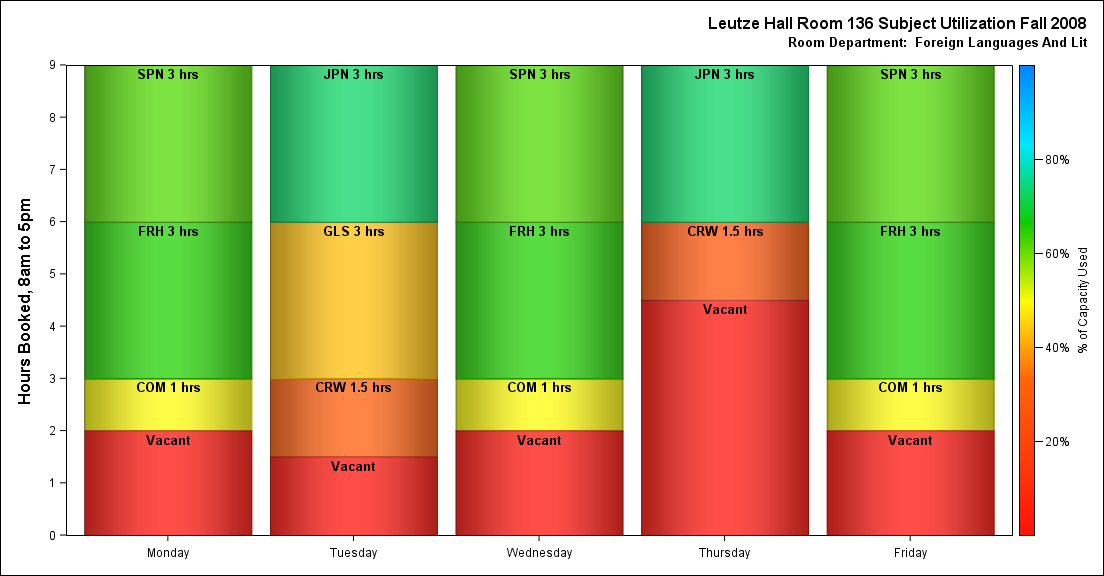 Leutze Hall Room 136 Subject Utilization Fall 2008
Room Department:  Foreign Languages And Lit
Hours Booked, 8am to 5pm
9
8
7
6
5
4
3
2
1
0
SPN 3 hrs
FRH 3 hrs
COM 1 hrs
Vacant
JPN 3 hrs
GLS 3 hrs
CRW 1.5 hrs
Vacant
SPN 3 hrs
FRH 3 hrs
COM 1 hrs
Vacant
JPN 3 hrs
CRW 1.5 hrs
Vacant
SPN 3 hrs
FRH 3 hrs
COM 1 hrs
Vacant
Monday
Tuesday
Wednesday
Thursday
Friday
80%
60%
40%
20%
% of Capacity Used